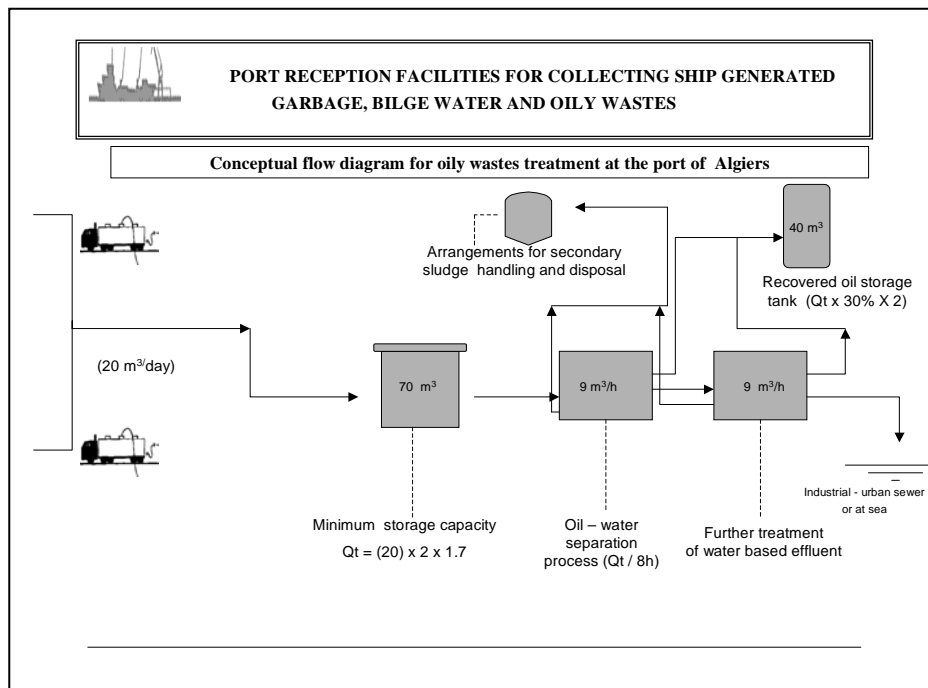 PORT RECEPTION FACILITIES FOR COLLECTING SHIP GENERATED
GARBAGE, BILGE WATER AND OILY WASTES
Conceptual flow diagram for oily wastes treatment at the port of Algiers
40 m³
Arrangements for secondary
sludge handling and disposal
Recovered oil storage
tank (Qt x 30% X 2)
(20 m³/day)
70 m³
9 m³/h
9 m³/h
Industrial - urban sewer
or at sea
Minimum storage capacity
Qt = (20) x 2 x 1.7
Oil – water
separation
process (Qt / 8h)
Further treatment
of water based effluent